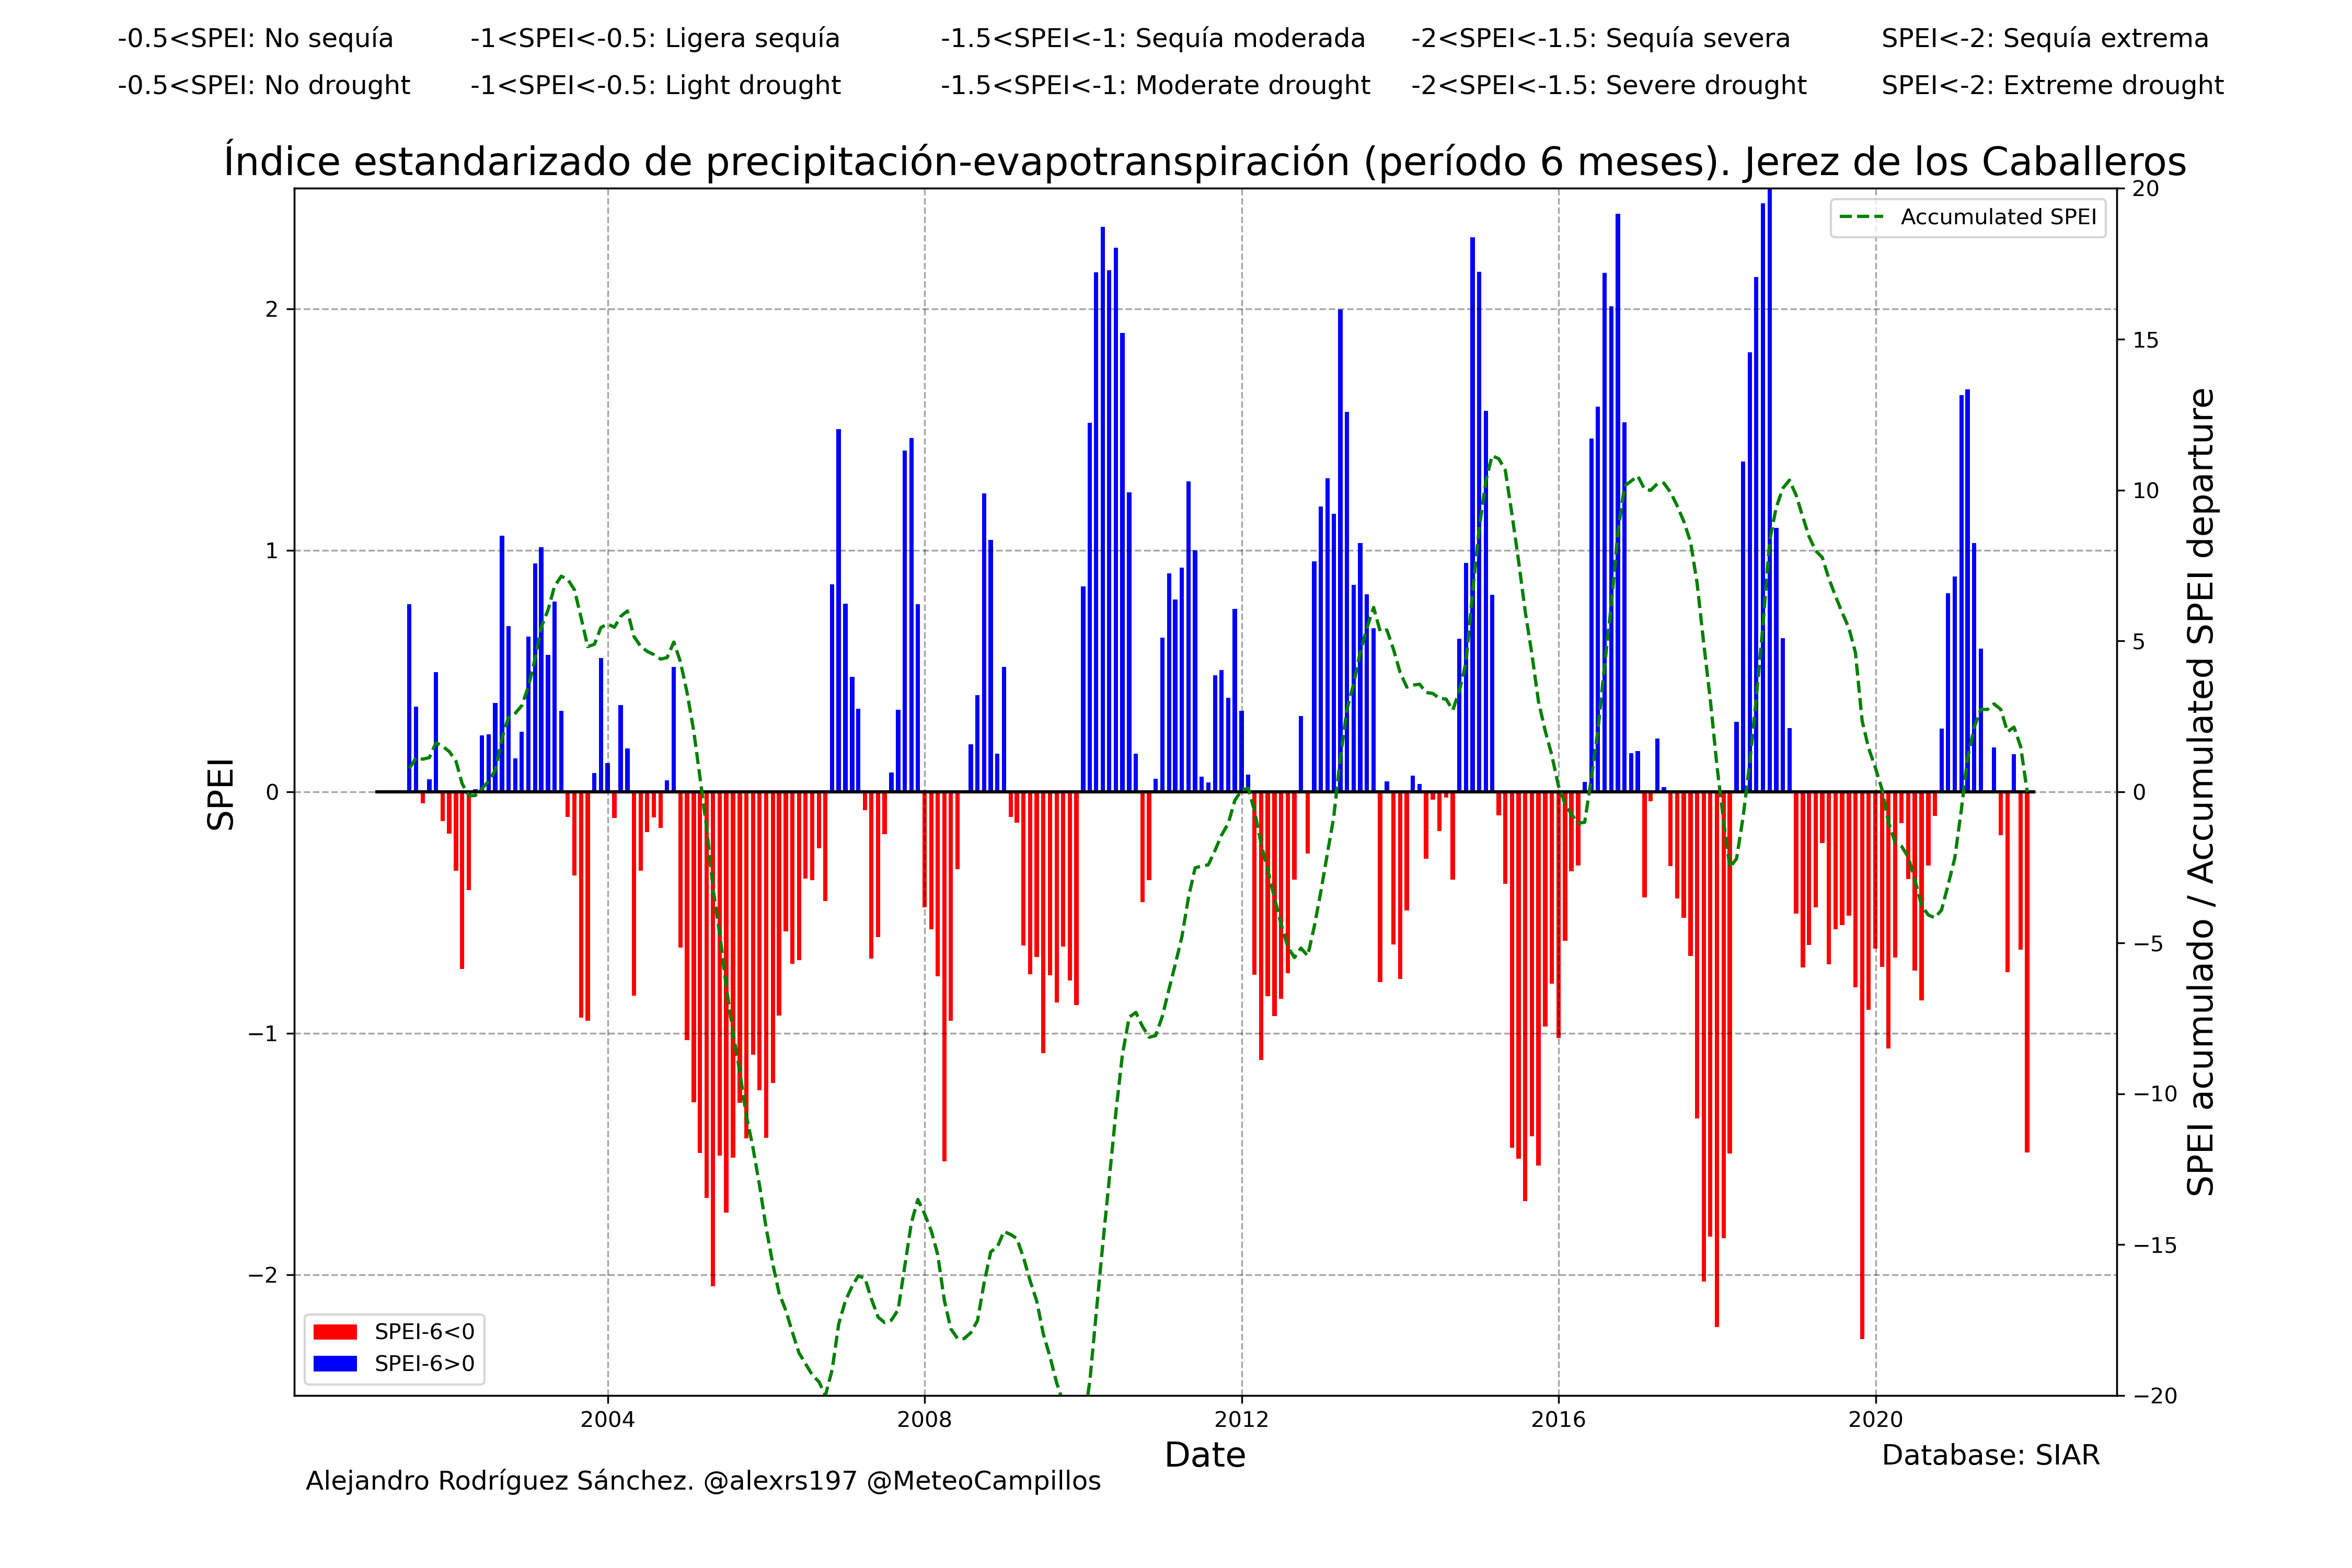 -0.5<SPEI: No sequía -1<SPEI<-0.5: Ligera sequía -1.5<SPEI<-1: Sequía moderada -2<SPEI<-1.5: Sequía severa SPEI<-2: Sequía extrema
-0.5<SPEI: No drought -1<SPEI<-0.5: Light drought -1.5<SPEI<-1: Moderate drought -2<SPEI<-1.5: Severe drought SPEI<-2: Extreme drought
Índice estandarizado de precipitación-evapotranspiración (período 6 meses). Jerez de los Caballeros
Accumulated SPEI
SPEI
2
1
0
−1
−2
20
15
10
5
0
−5
−10
−15
−20
SPEI acumulado / Accumulated SPEI departure
SPEI-6<0
SPEI-6>0
2004 2008 2012 2016 2020
Date
Database: SIAR
Alejandro Rodríguez Sánchez. @alexrs197 @MeteoCampillos